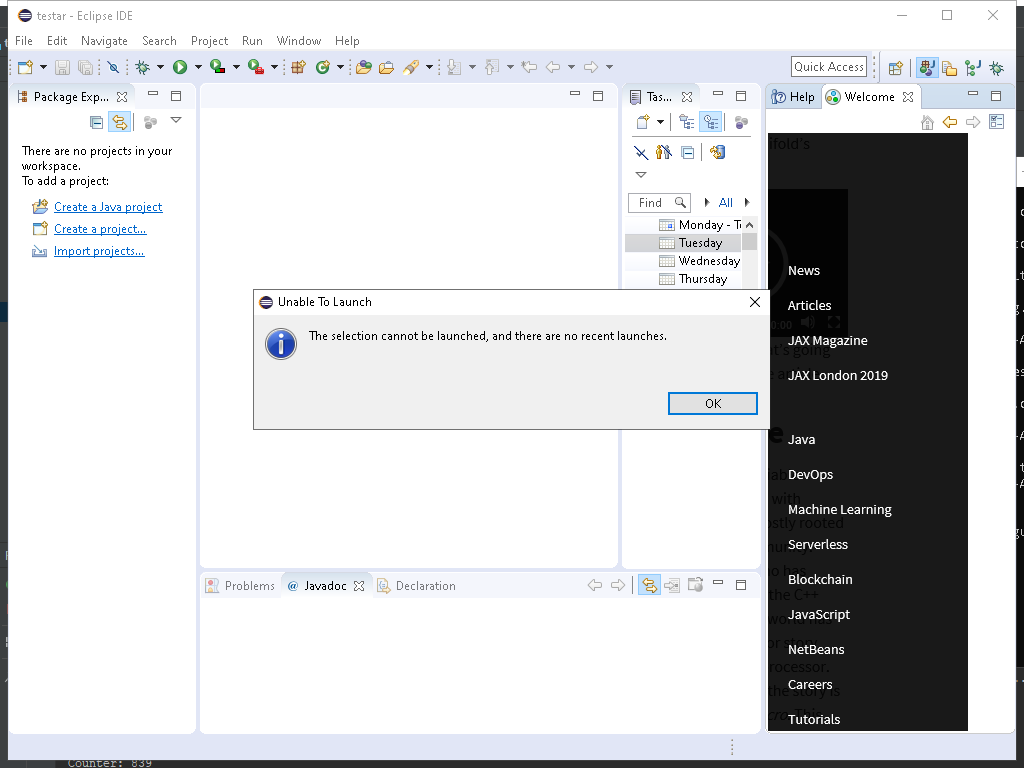 testar - Eclipse IDE
File Edit Navigate Search Project Run Window Help
Quick Access
Package Exp...
Tas...
Help
Welcome
There are no projects in your
workspace.
To add a project:
Create a Java project
Create a project...
Import projects...
Find
All
Monday - T
Tuesday
Wednesday
Thursday
ifold's
News
Articles
JAX Magazine
JAX London 2019
Java
DevOps
Machine Learning
Serverless
Blockchain
JavaScript
NetBeans
Careers
Tutorials
Unable To Launch
The selection cannot be launched, and there are no recent launches.
OK
Problems
Javadoc
Declaration
Counter: 839